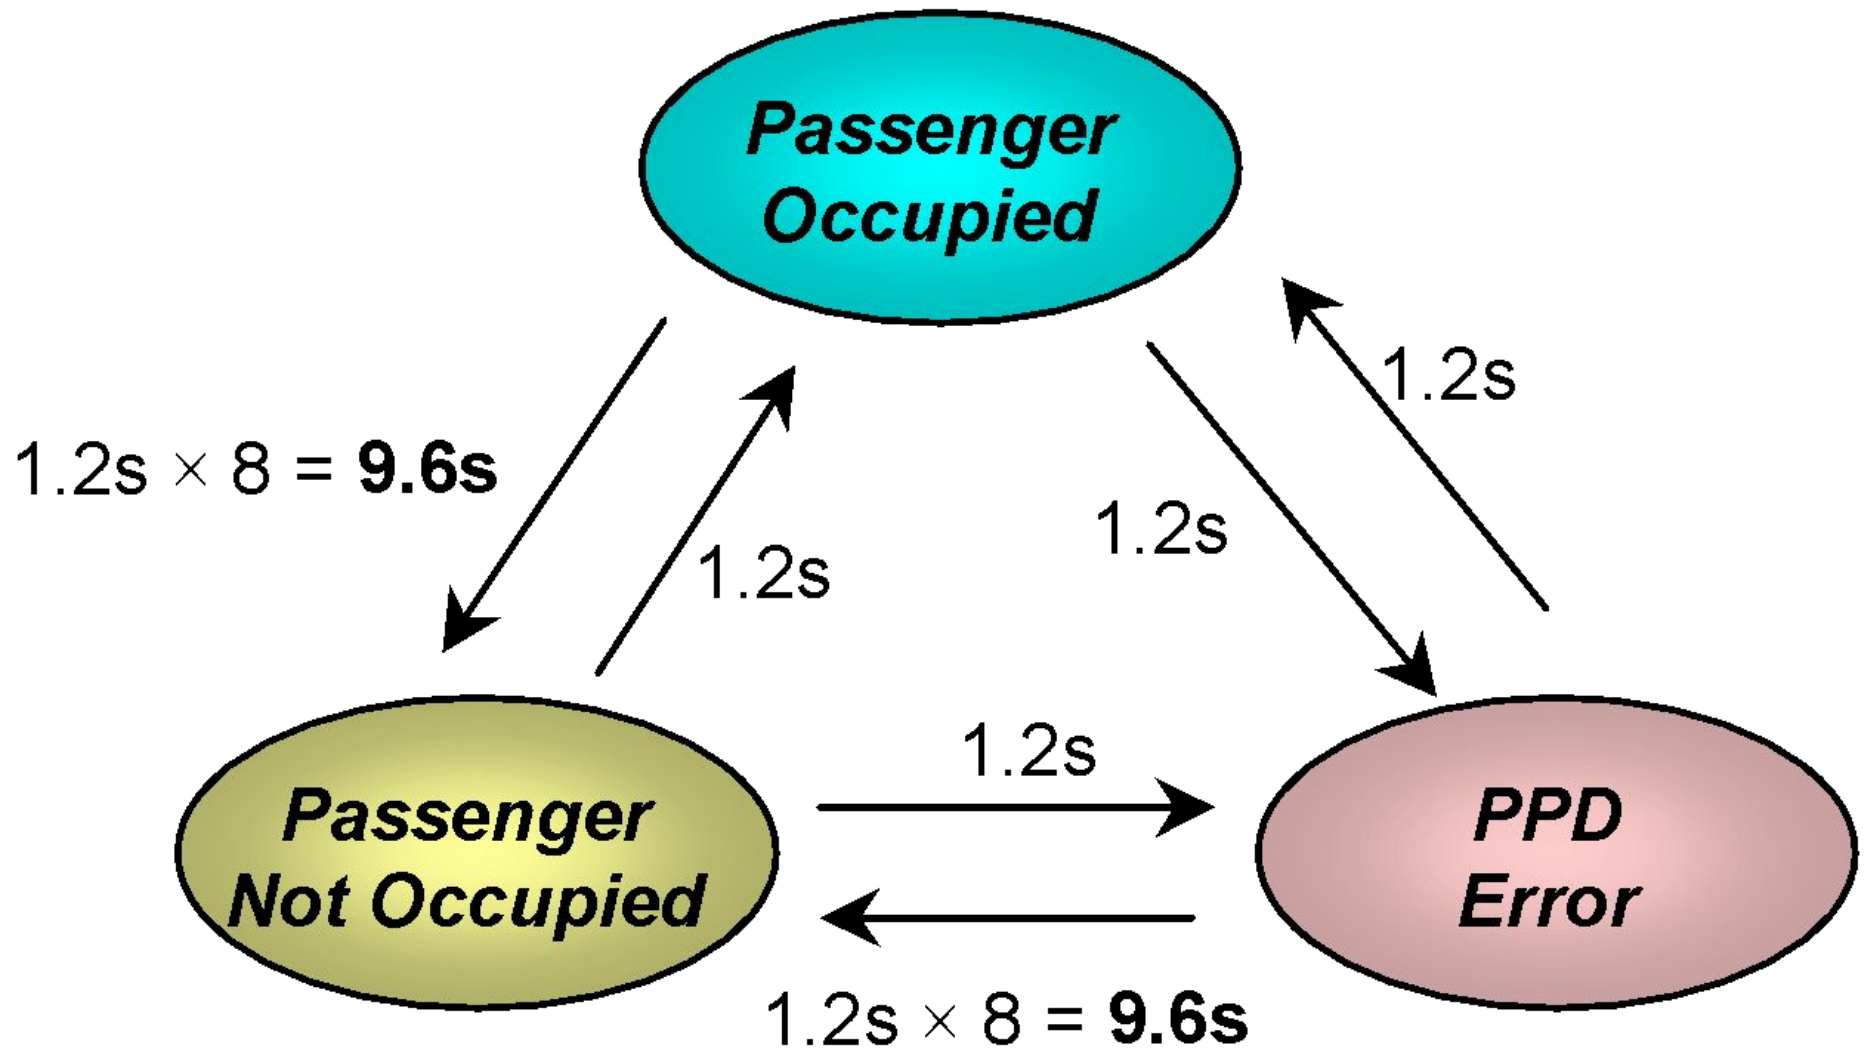 Passenger
Occupied
1.2s
1.2s × 8 = 9.6s
1.2s
1.2s
1.2s
Passenger
Not Occupied
PPD
Error
1.2s × 8 = 9.6s